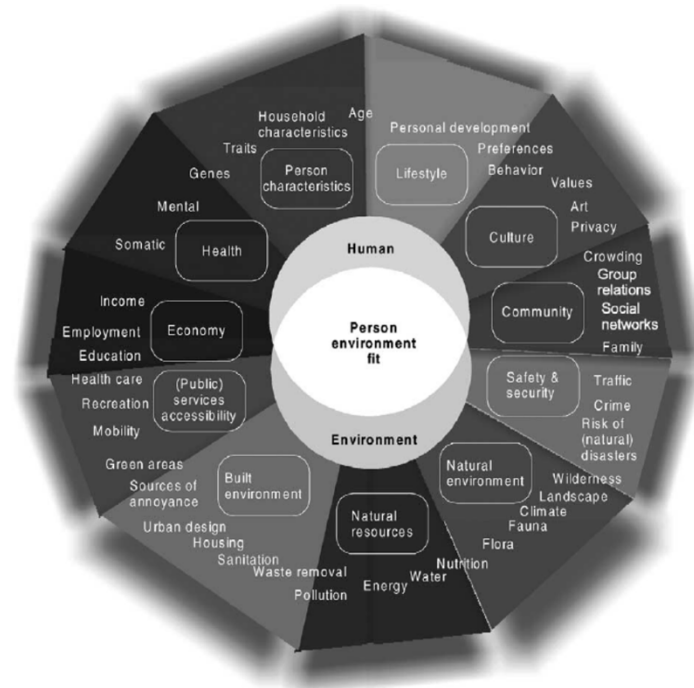 Age
Household
characteristics
Traits
Genes
Person
characteristics
Personal development
Preferences
Behavior
Lifestyle
Values
Art
Privacy
Culture
Crowding
Group
relations
Social
networks
Family
Community
Safety &
security
Traffic
Crime
Risk of
(natural)
disasters
Natural
environment
Wilderness
Landscape
Climate
Fauna
Flora
Nutrition
Natural
resources
Water
Energy
Pollution
Waste removal
Built
environment
Sanitation
Housing
Urban design
Sources of
annoyance
Green areas
(Public)
services
accessibility
Mobility
Recreation
Health care
Economy
Education
Employment
Income
Health
Somatic
Mental
Human
Person
environment
fit
Environment